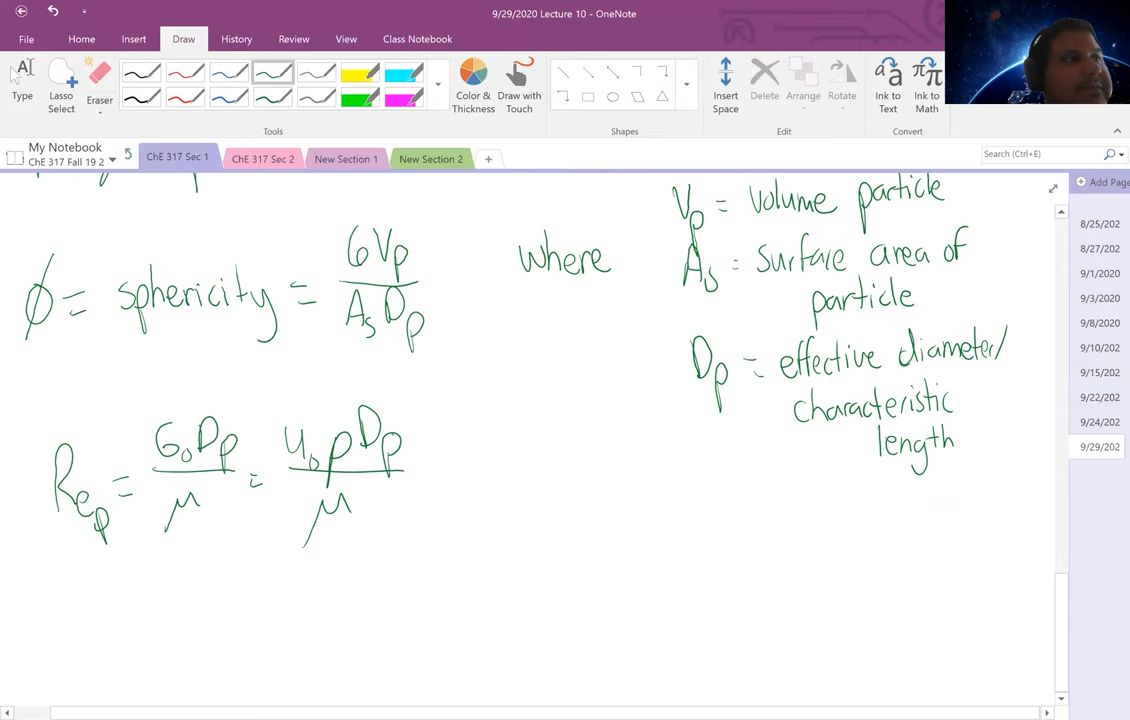 9/29/2020 Lecture 10 - OneNote
File Home Insert Draw History Review View Class Notebook
Type Lasso Select Eraser Color & Thickness Draw with Touch Insert Space Delete Arrange Rotate Ink to Text Ink to Math
Tools Shapes Edit Convert
My Notebook
ChE 317 Fall 19 2
ChE 317 Sec 1 ChE 317 Sec 2 New Section 1 New Section 2 Search (Ctrl+E)
Add Page
8/25/202
8/27/202
9/1/2020
9/3/2020
9/8/2020
9/10/202
9/15/202
9/22/202
9/24/202
9/29/202
ϕ = sphericity = 6Vp / AsDp
where
Vp = volume particle
As = surface area of
particle
Dp = effective diameter/
characteristic
length
Rep = G₀Dp / μ = u₀ρDp / μ